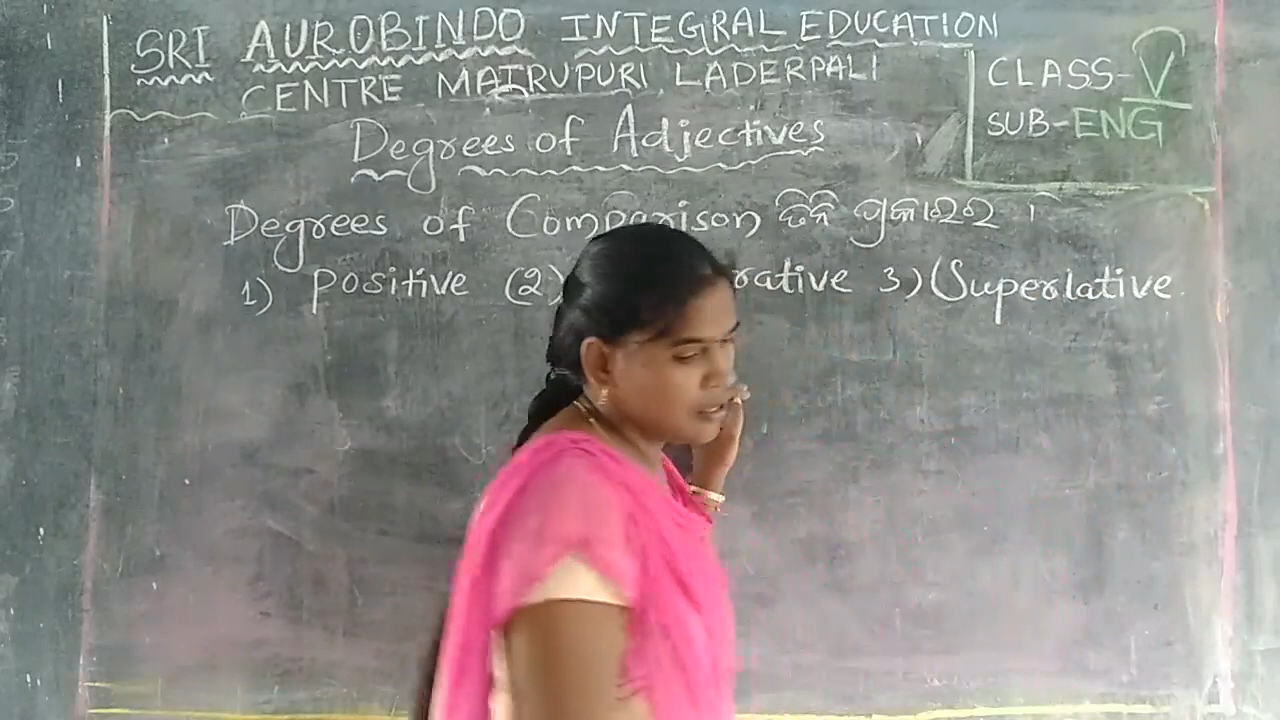 SRI AUROBINDO INTEGRAL EDUCATION
CENTRE MATRUPURI, LADERPALI
CLASS-V
SUB-ENG
Degrees of Adjectives
Degrees of Comparison ତିନି ପ୍ରକାରର ।
1) Positive (2) rative 3) Superlative.